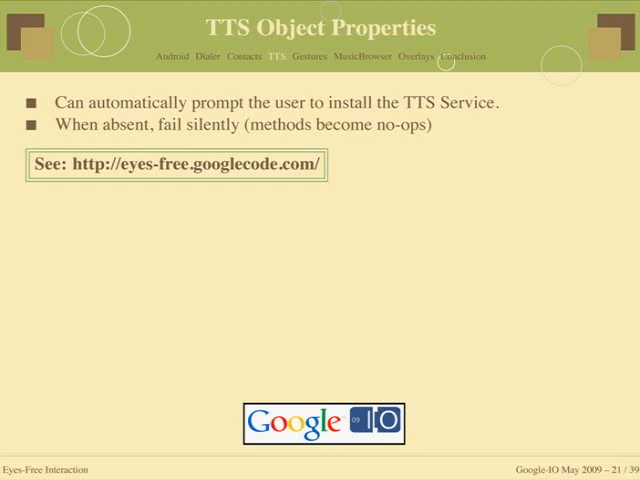 TTS Object Properties
Android Dialer Contacts TTS Gestures MusicBrowser Overlays Conclusion
Can automatically prompt the user to install the TTS Service.
When absent, fail silently (methods become no-ops)
See: http://eyes-free.googlecode.com/
Google 09 IO
Eyes-Free Interaction
Google-IO May 2009 – 21 / 39